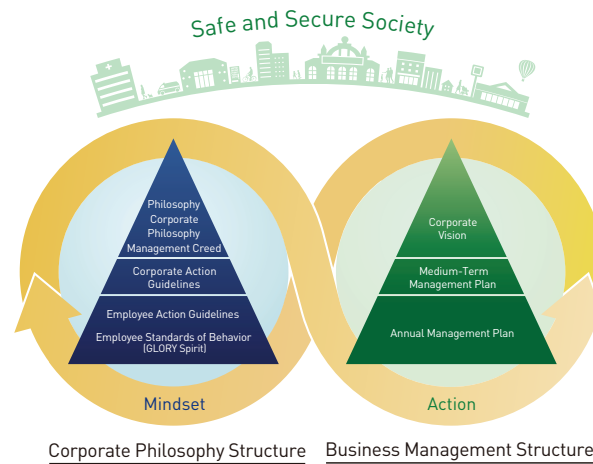 Safe and Secure Society
Philosophy
Corporate
Philosophy
Management Creed
Corporate Action
Guidelines
Employee Action Guidelines
Employee Standards of Behavior
(GLORY Spirit)
Mindset
Corporate Philosophy Structure
Corporate
Vision
Medium-Term
Management Plan
Annual Management Plan
Action
Business Management Structure